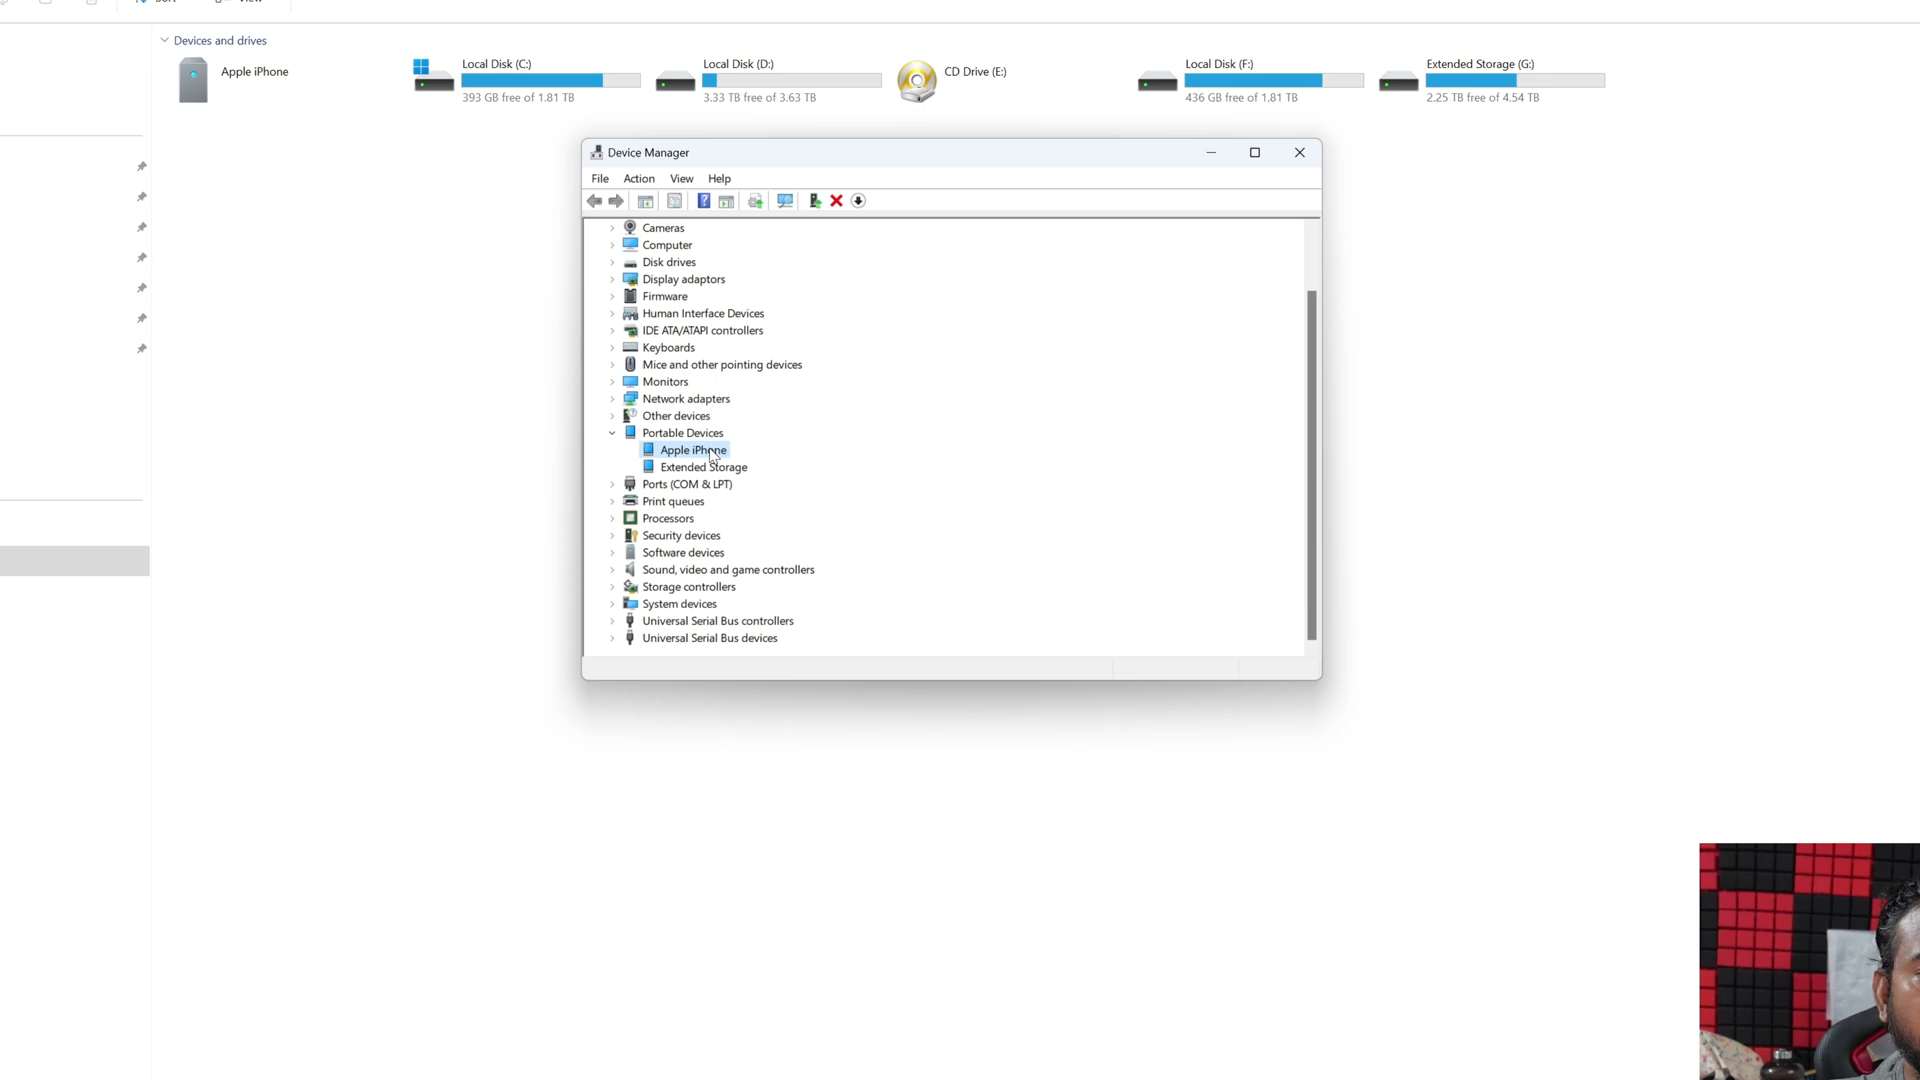 Sort
View
Devices and drives
Apple iPhone
Local Disk (C:)
393 GB free of 1.81 TB
Local Disk (D:)
3.33 TB free of 3.63 TB
CD Drive (E:)
Local Disk (F:)
436 GB free of 1.81 TB
Extended Storage (G:)
2.25 TB free of 4.54 TB
Device Manager
File Action View Help
Cameras
Computer
Disk drives
Display adaptors
Firmware
Human Interface Devices
IDE ATA/ATAPI controllers
Keyboards
Mice and other pointing devices
Monitors
Network adapters
Other devices
Portable Devices
Apple iPhone
Extended Storage
Ports (COM & LPT)
Print queues
Processors
Security devices
Software devices
Sound, video and game controllers
Storage controllers
System devices
Universal Serial Bus controllers
Universal Serial Bus devices